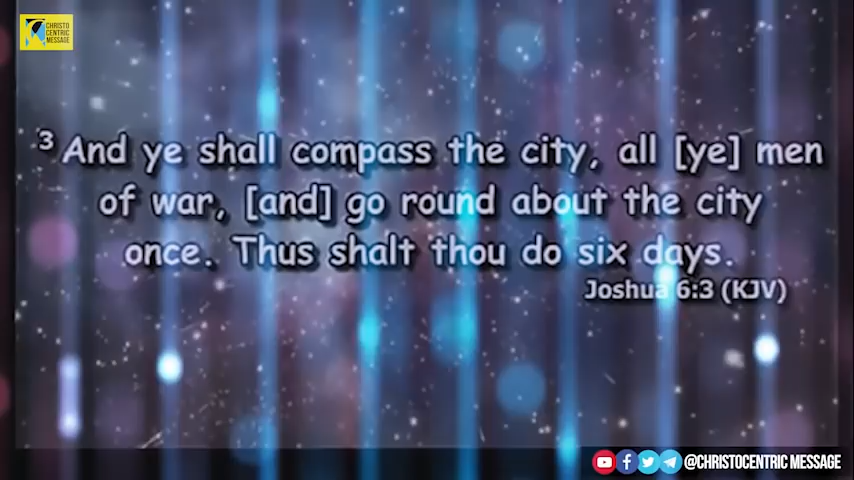 CHRISTO
CENTRIC
MESSAGE
3 And ye shall compass the city, all [ye] men
of war, [and] go round about the city
once. Thus shalt thou do six days.
Joshua 6:3 (KJV)
@CHRISTOCENTRIC MESSAGE